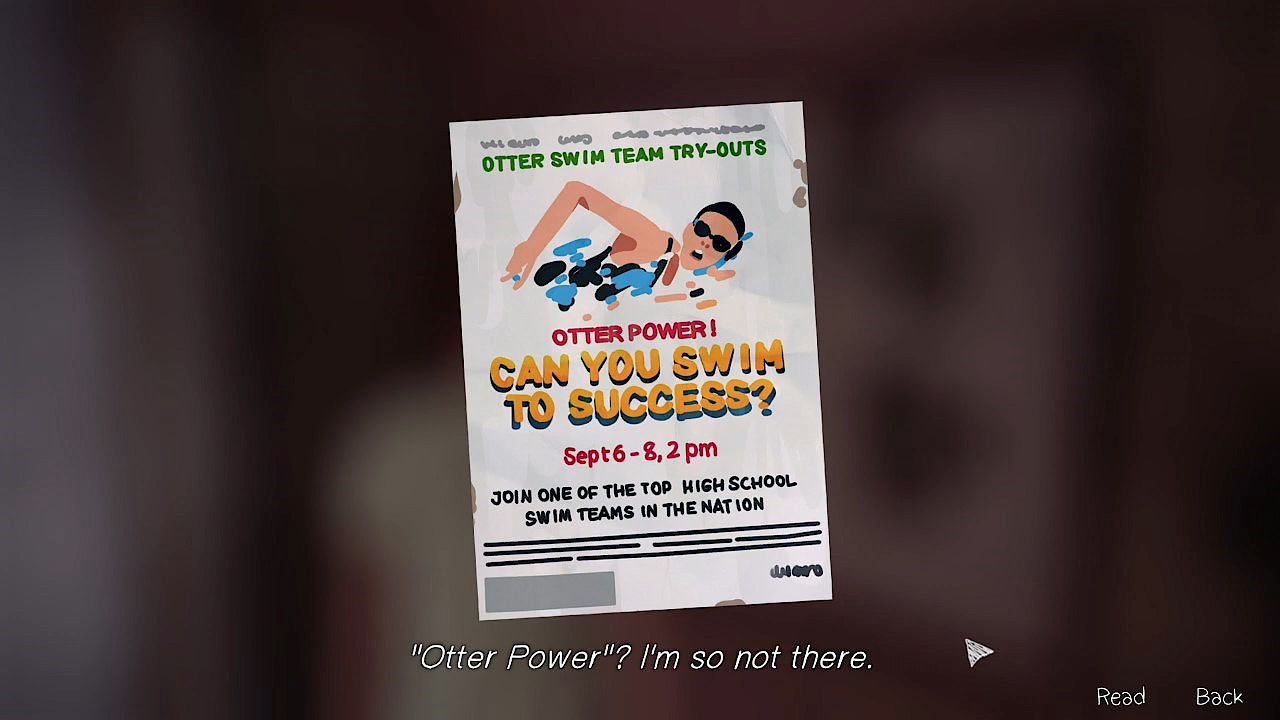 OTTER SWIM TEAM TRY-OUTS
OTTER POWER!
CAN YOU SWIM
TO SUCCESS?
Sept 6 - 8, 2 pm
JOIN ONE OF THE TOP HIGH SCHOOL
SWIM TEAMS IN THE NATION
"Otter Power"? I'm so not there.
Read
Back